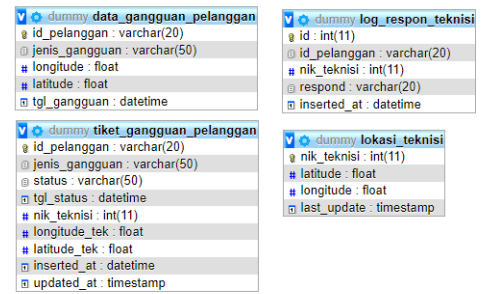 dummy data_gangguan_pelanggan
id_pelanggan : varchar(20)
jenis_gangguan : varchar(50)
# longitude : float
# latitude : float
tgl_gangguan : datetime
dummy log_respon_teknisi
id : int(11)
id_pelanggan : varchar(20)
# nik_teknisi : int(11)
respond : varchar(20)
inserted_at : datetime
dummy tiket_gangguan_pelanggan
id_pelanggan : varchar(20)
jenis_gangguan : varchar(50)
status : varchar(50)
tgl_status : datetime
# nik_teknisi : int(11)
# longitude_tek : float
# latitude_tek : float
inserted_at : datetime
updated_at : timestamp
dummy lokasi_teknisi
nik_teknisi : int(11)
# latitude : float
# longitude : float
last_update : timestamp